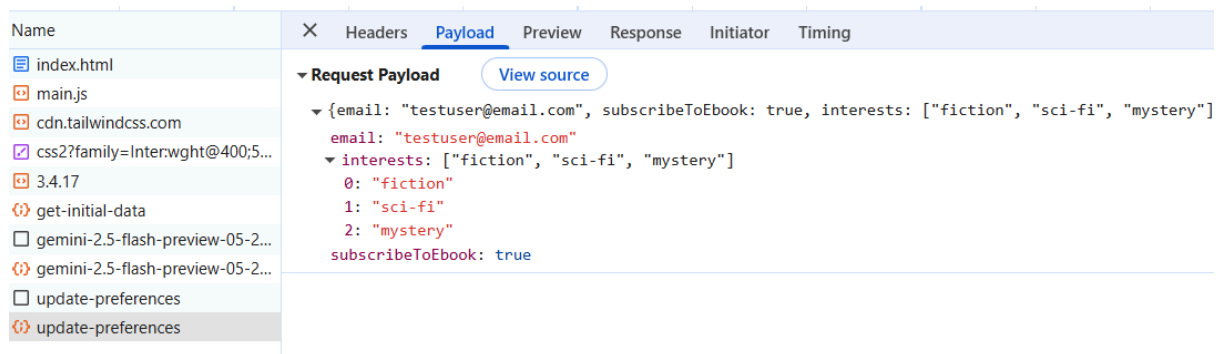 Name
index.html
main.js
cdn.tailwindcss.com
css2?family=Inter:wght@400;5...
3.4.17
get-initial-data
gemini-2.5-flash-preview-05-2...
gemini-2.5-flash-preview-05-2...
update-preferences
update-preferences
Headers Payload Preview Response Initiator Timing
Request Payload View source
{email: "testuser@email.com", subscribeToEbook: true, interests: ["fiction", "sci-fi", "mystery"]
email: "testuser@email.com"
interests: ["fiction", "sci-fi", "mystery"]
0: "fiction"
1: "sci-fi"
2: "mystery"
subscribeToEbook: true